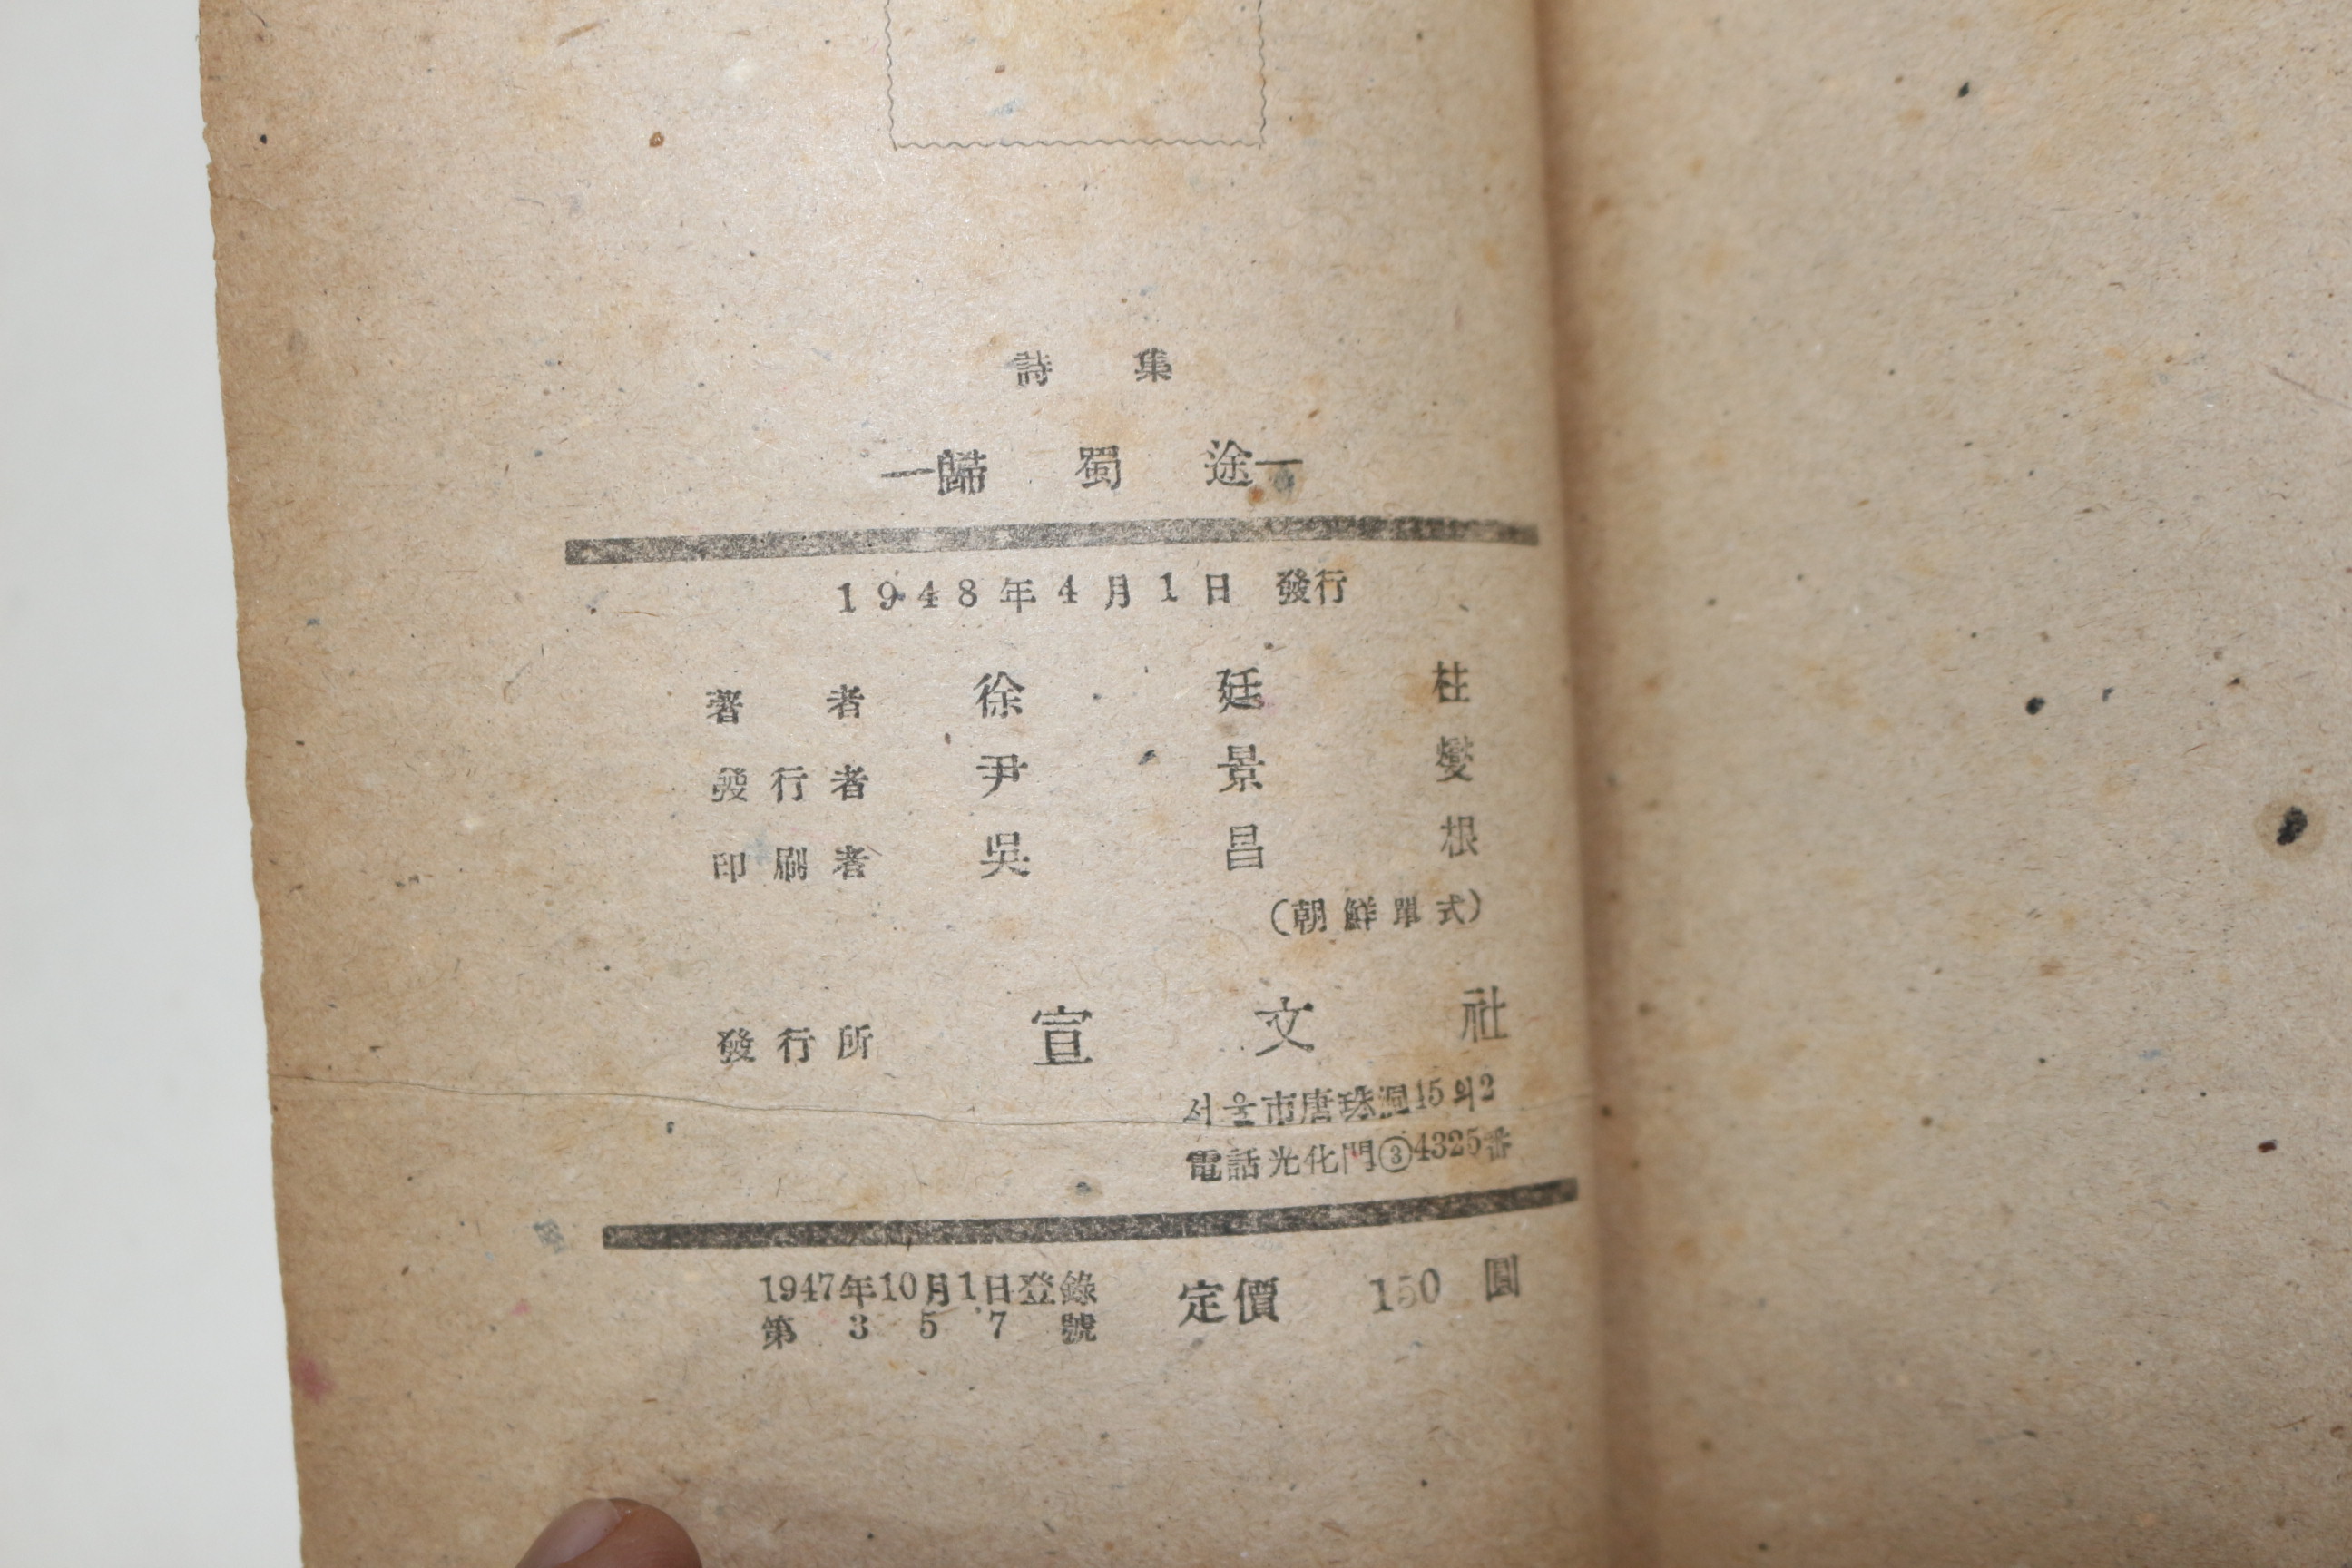 詩集
―歸蜀途―
1948年4月1日 發行
著者 徐廷柱
發行者 尹景燮
印刷者 吳昌根
(朝鮮單式)
發行所 宣文社
서울市唐珠洞15의2
電話光化門③4325番
1947年10月1日登錄
第357號
定價 150圓